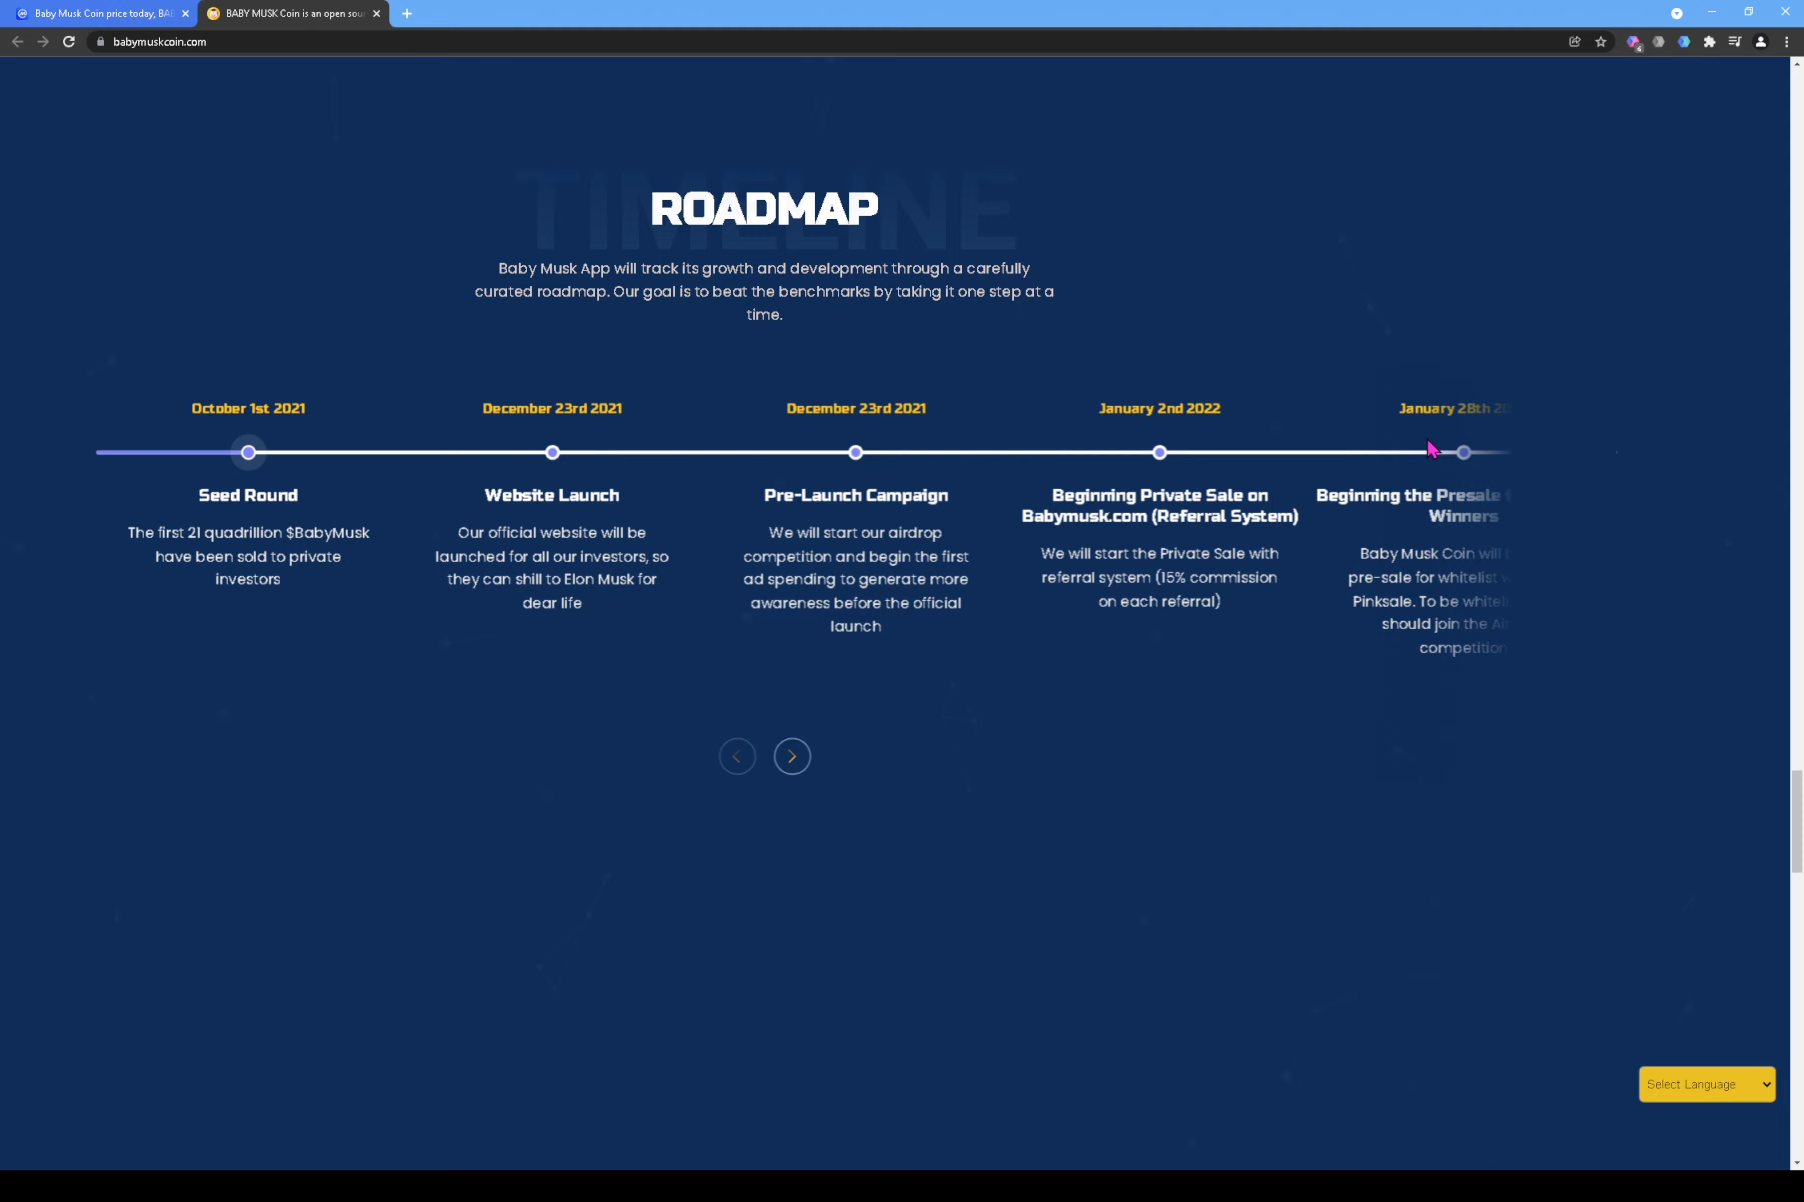 Baby Musk Coin price today, BAB
BABY MUSK Coin is an open sou
babymuskcoin.com
6
TIMELINE
ROADMAP
Baby Musk App will track its growth and development through a carefully
curated roadmap. Our goal is to beat the benchmarks by taking it one step at a
time.
October 1st 2021
Seed Round
The first 21 quadrillion $BabyMusk
have been sold to private
investors
December 23rd 2021
Website Launch
Our official website will be
launched for all our investors, so
they can shill to Elon Musk for
dear life
December 23rd 2021
Pre-Launch Campaign
We will start our airdrop
competition and begin the first
ad spending to generate more
awareness before the official
launch
January 2nd 2022
Beginning Private Sale on
Babymusk.com (Referral System)
We will start the Private Sale with
referral system (15% commission
on each referral)
January 28th 20
Beginning the Presale
Winners
Baby Musk Coin will
pre-sale for whitelist
Pinksale. To be whiteli
should join the Air
competition
Select Language